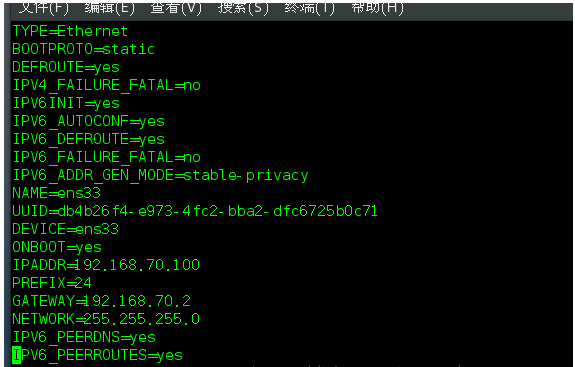 文件(F) 编辑(E) 查看(V) 搜索(S) 终端(T) 帮助(H)
TYPE=Ethernet
BOOTPROTO=static
DEFROUTE=yes
IPV4_FAILURE_FATAL=no
IPV6INIT=yes
IPV6_AUTOCONF=yes
IPV6_DEFROUTE=yes
IPV6_FAILURE_FATAL=no
IPV6_ADDR_GEN_MODE=stable-privacy
NAME=ens33
UUID=db4b26f4-e973-4fc2-bba2-dfc6725b0c71
DEVICE=ens33
ONBOOT=yes
IPADDR=192.168.70.100
PREFIX=24
GATEWAY=192.168.70.2
NETWORK=255.255.255.0
IPV6_PEERDNS=yes
IPV6_PEERROUTES=yes